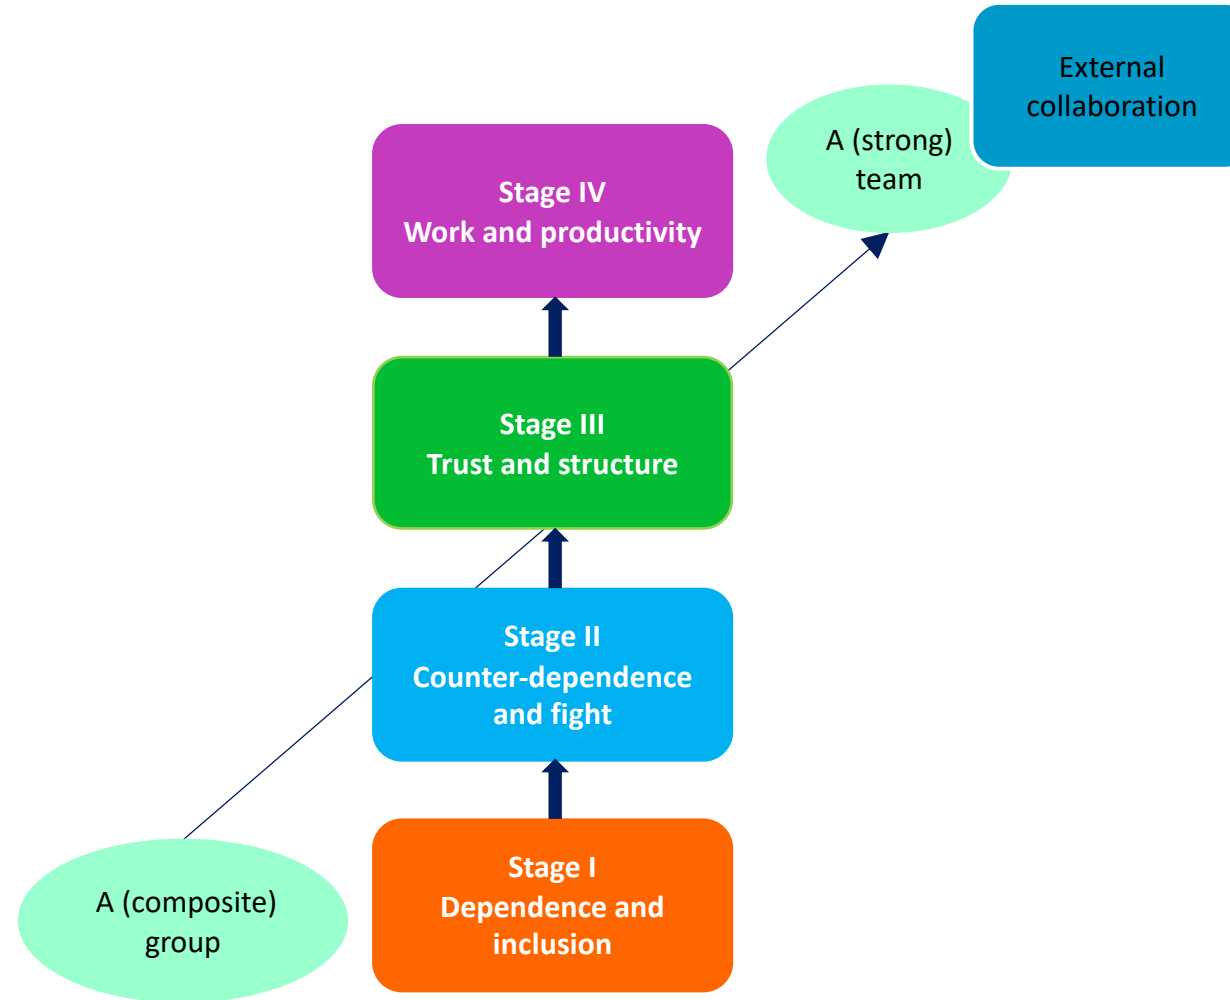 External
collaboration
A (strong)
team
Stage IV
Work and productivity
Stage III
Trust and structure
Stage II
Counter-dependence
and fight
Stage I
Dependence and
inclusion
A (composite)
group